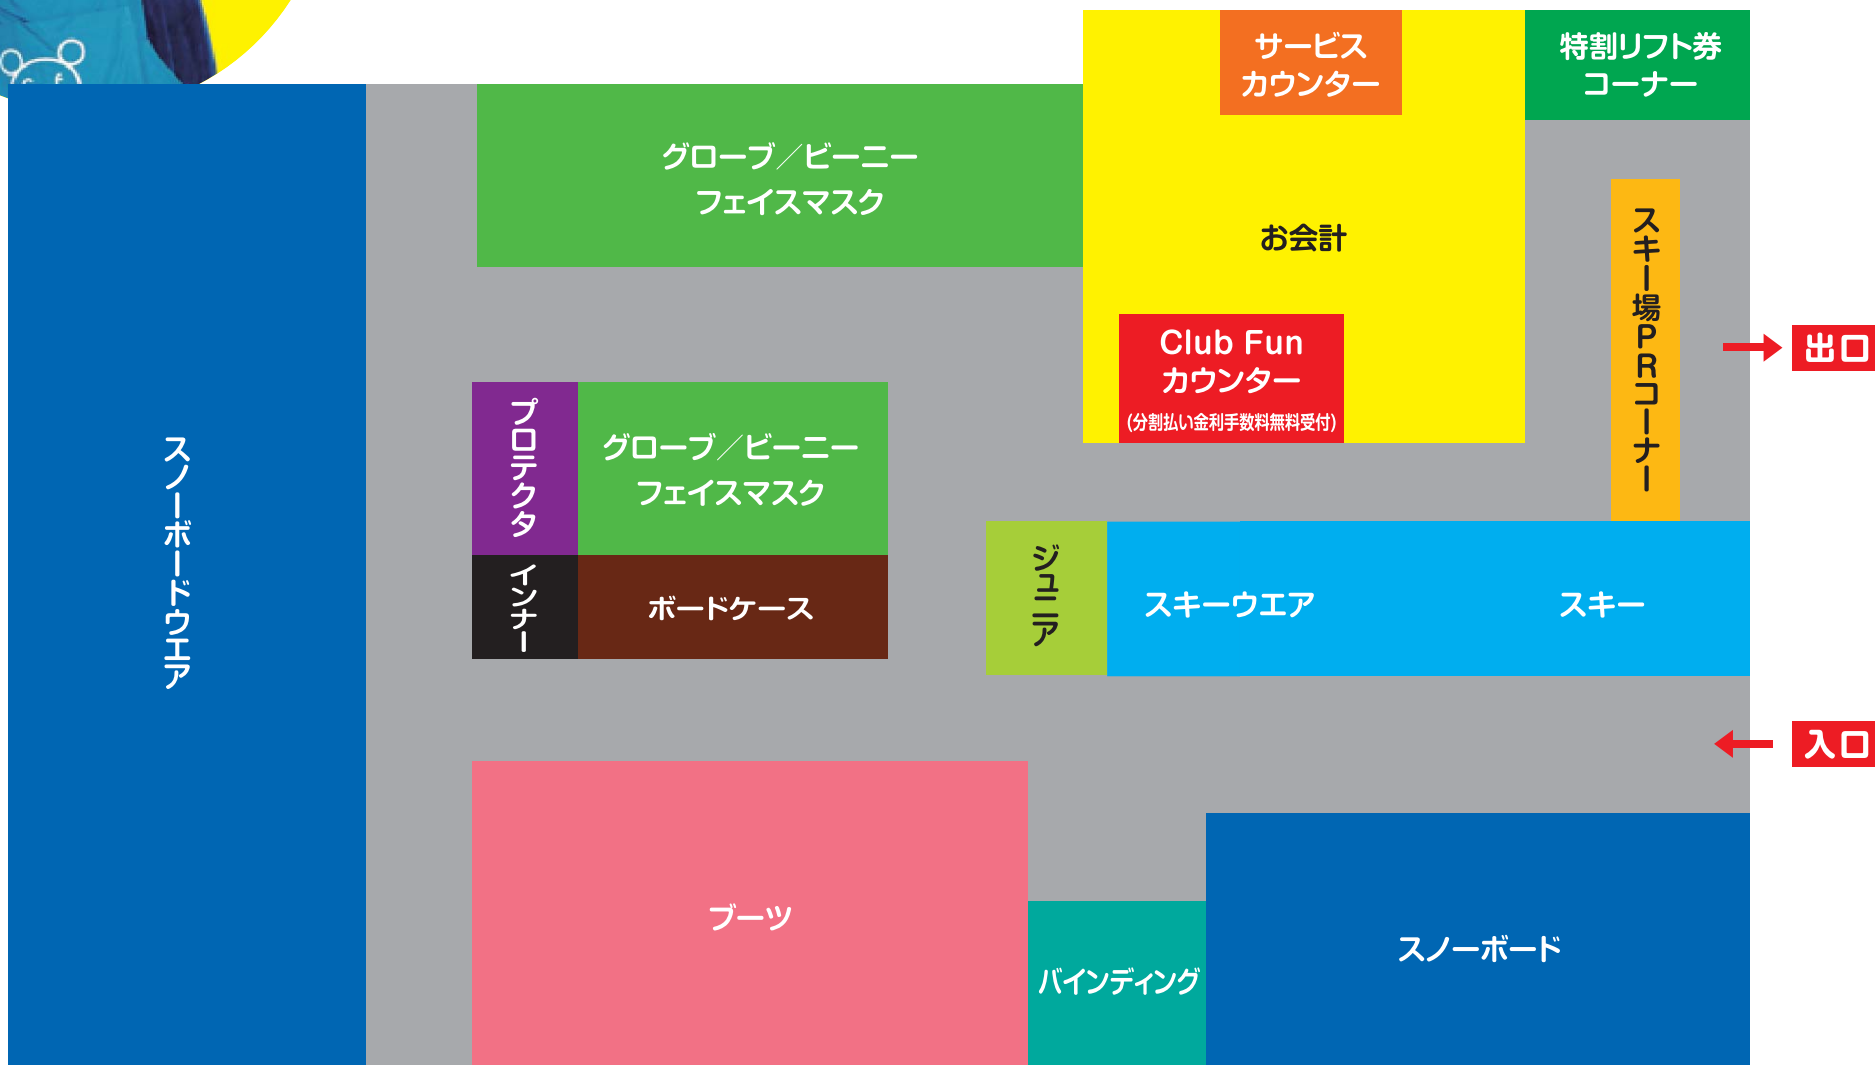 サービス
カウンター
特割リフト券
コーナー
グローブ／ビーニー
フェイスマスク
お会計
スキー場PRコーナー
Club Fun
カウンター
(分割払い金利手数料無料受付)
出口
スノーボードウエア
プロテクタ
グローブ／ビーニー
フェイスマスク
インナー
ボードケース
ジュニア
スキーウエア
スキー
入口
ブーツ
バインディング
スノーボード